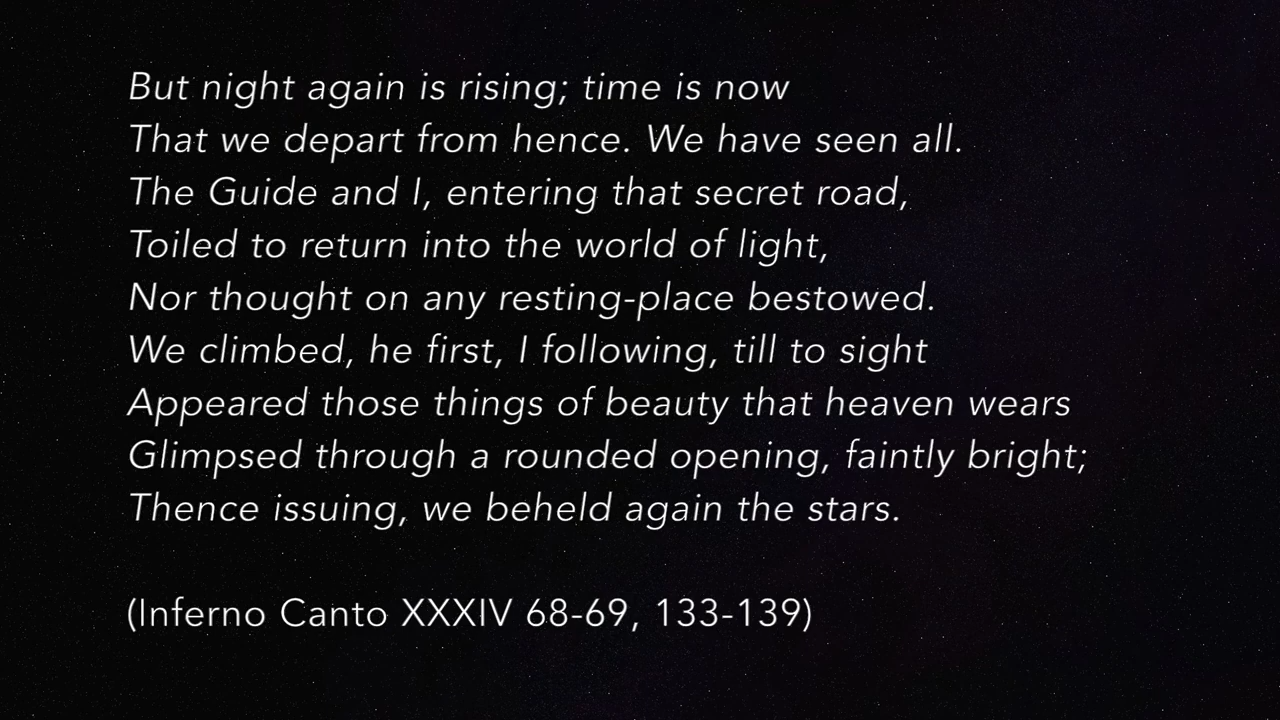 But night again is rising; time is now
That we depart from hence. We have seen all.
The Guide and I, entering that secret road,
Toiled to return into the world of light,
Nor thought on any resting-place bestowed.
We climbed, he first, I following, till to sight
Appeared those things of beauty that heaven wears
Glimpsed through a rounded opening, faintly bright;
Thence issuing, we beheld again the stars.
(Inferno Canto XXXIV 68-69, 133-139)